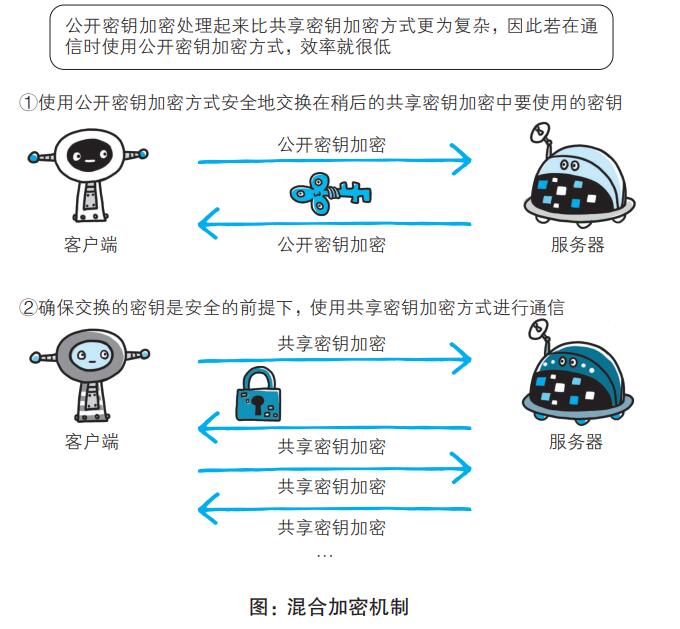 公开密钥加密处理起来比共享密钥加密方式更为复杂，因此若在通
信时使用公开密钥加密方式，效率就很低
①使用公开密钥加密方式安全地交换在稍后的共享密钥加密中要使用的密钥
公开密钥加密
客户端
公开密钥加密
服务器
②确保交换的密钥是安全的前提下，使用共享密钥加密方式进行通信
共享密钥加密
客户端
共享密钥加密
服务器
共享密钥加密
共享密钥加密
…
图：混合加密机制